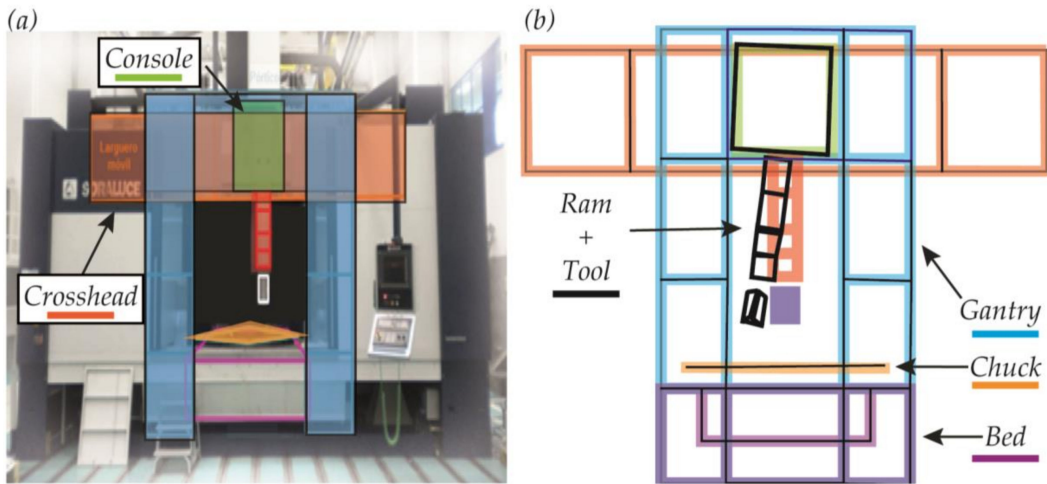 (a)
Console
Larguero
móvil
SORALUCE
Crosshead
(b)
Ram
+
Tool
Gantry
Chuck
Bed